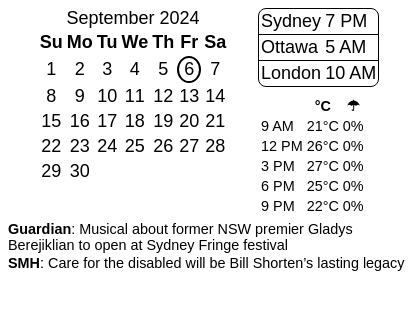 September 2024
Su Mo Tu We Th Fr Sa
1 2 3 4 5 6 7
8 9 10 11 12 13 14
15 16 17 18 19 20 21
22 23 24 25 26 27 28
29 30
Sydney 7 PM
Ottawa 5 AM
London 10 AM
°C ☂
9 AM 21°C 0%
12 PM 26°C 0%
3 PM 27°C 0%
6 PM 25°C 0%
9 PM 22°C 0%
Guardian: Musical about former NSW premier Gladys
Berejiklian to open at Sydney Fringe festival
SMH: Care for the disabled will be Bill Shorten’s lasting legacy